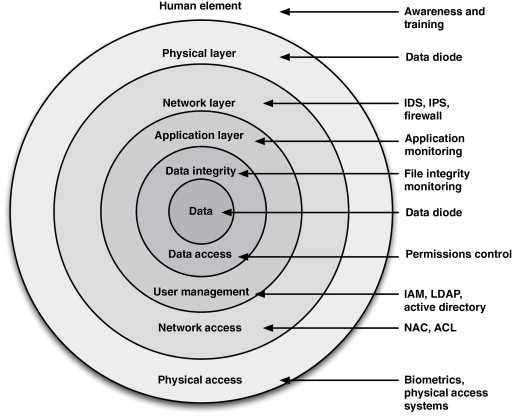 Human element
Awareness and
training
Physical layer
Data diode
Network layer
IDS, IPS,
firewall
Application layer
Application
monitoring
Data integrity
File integrity
monitoring
Data
Data diode
Data access
Permissions control
User management
IAM, LDAP,
active directory
Network access
NAC, ACL
Physical access
Biometrics,
physical access
systems